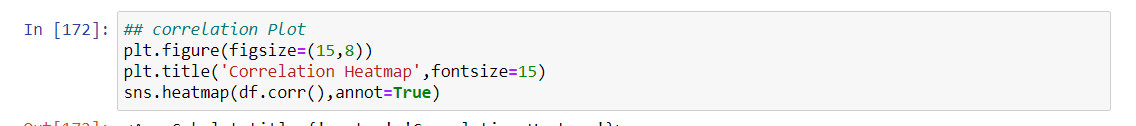 In [172]: ## correlation Plot
plt.figure(figsize=(15,8))
plt.title('Correlation Heatmap',fontsize=15)
sns.heatmap(df.corr(),annot=True)